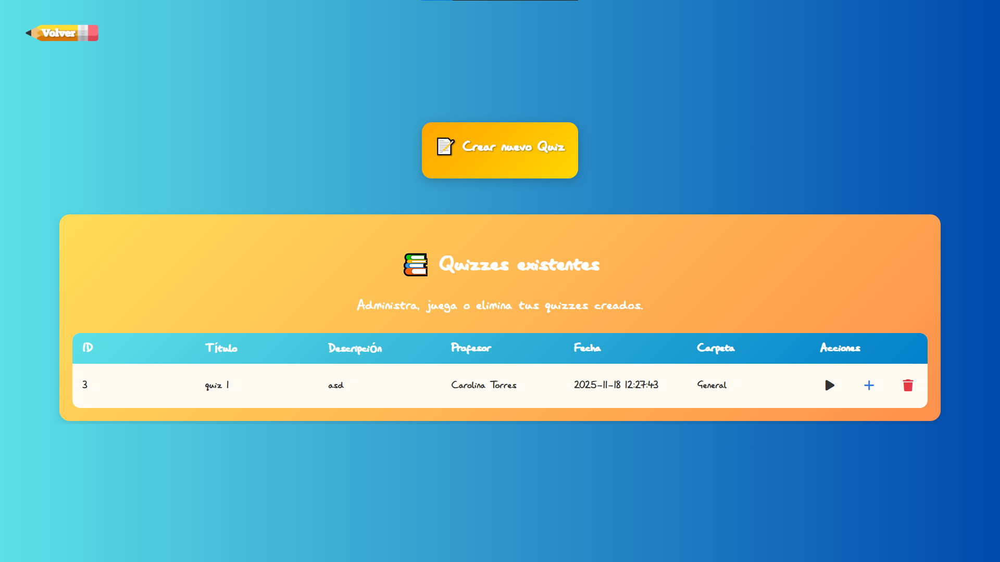 Volver
Crear nuevo Quiz
Quizzes existentes
Administra, juega o elimina tus quizzes creados.
ID Título Descripción Profesor Fecha Carpeta Acciones
3 quiz 1 asd Carolina Torres 2025-11-18 12:27:43 General